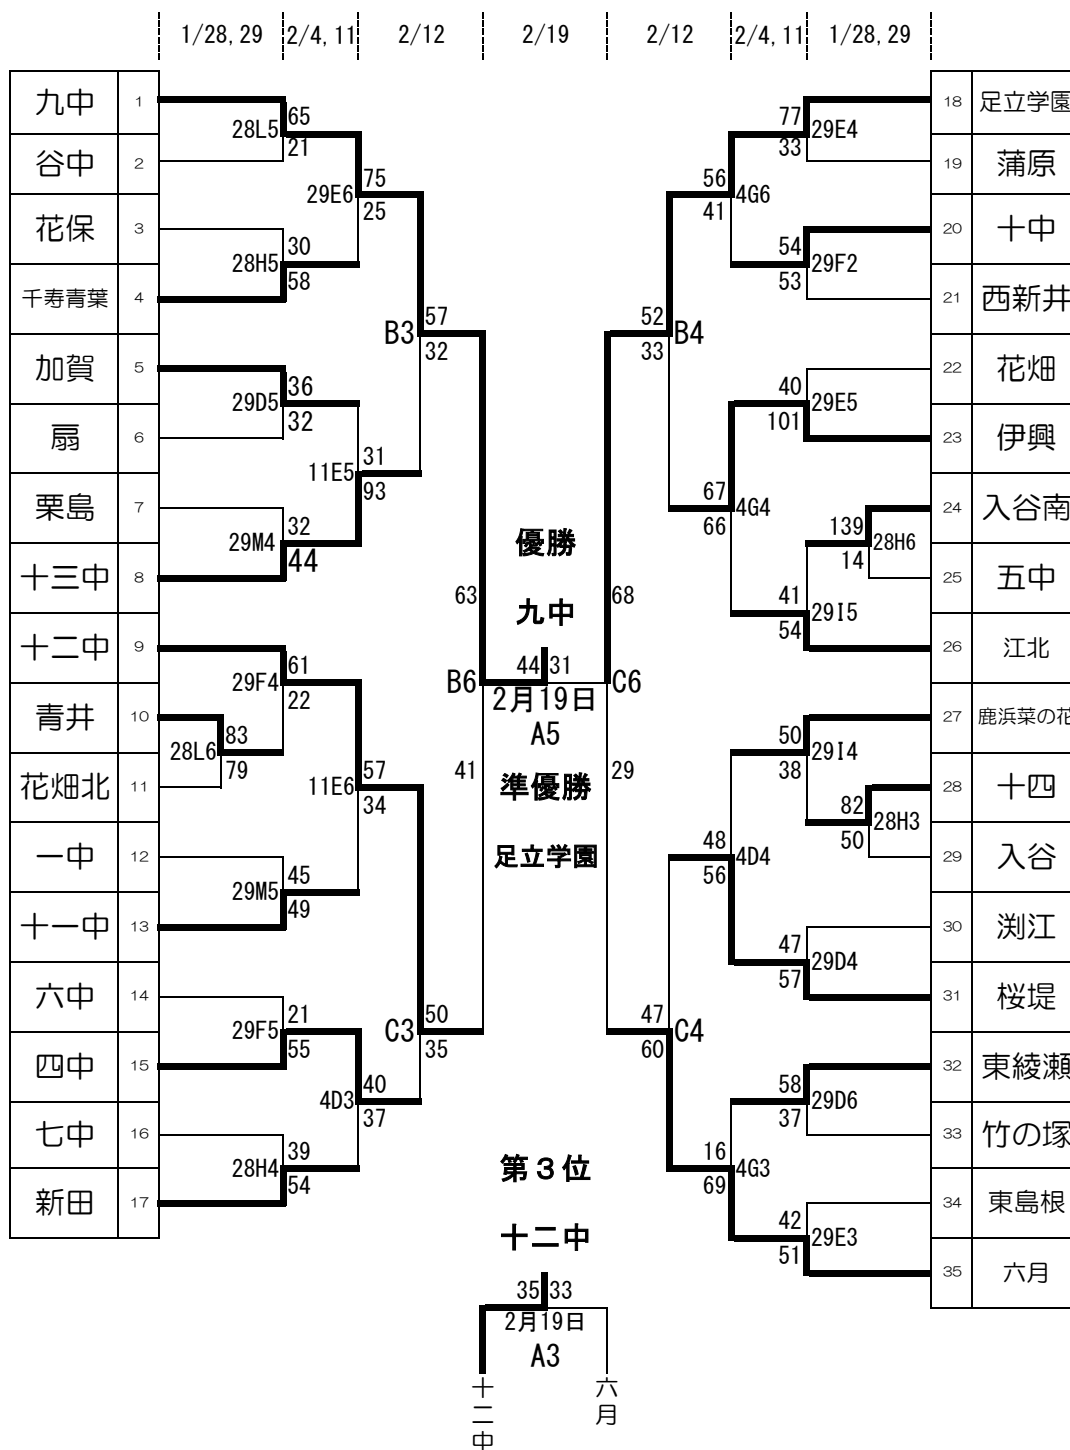 1/28, 29 2/4, 11 2/12 2/19 2/12 2/4, 11 1/28, 29
九中 1
谷中 2
花保 3
千寿青葉 4
加賀 5
扇 6
栗島 7
十三中 8
十二中 9
青井 10
花畑北 11
一中 12
十一中 13
六中 14
四中 15
七中 16
新田 17
28L5 65 21
28H5 30 58
29D5 36 32
29M4 32 44
28L6 83 79
29F4 61 22
29M5 45 49
29F5 21 55
28H4 39 54
29E6 75 25
11E5 31 93
11E6 57 34
4D3 40 37
B3 57 32
C3 50 35
B6 63 41
優勝
九中
44 31
2月19日
A5
準優勝
足立学園
第３位
十二中
35 33
2月19日
A3
十二中
六月
68 C6 29
52 B4 33
47 C4 60
56 4G6 41
67 4G4 66
48 4D4 56
16 4G3 69
77 29E4 33
54 29F2 53
40 29E5 101
139 28H6 14
41 29I5 54
50 29I4 38
82 28H3 50
47 29D4 57
58 29D6 37
42 29E3 51
18 足立学園
19 蒲原
20 十中
21 西新井
22 花畑
23 伊興
24 入谷南
25 五中
26 江北
27 鹿浜菜の花
28 十四
29 入谷
30 渕江
31 桜堤
32 東綾瀬
33 竹の塚
34 東島根
35 六月